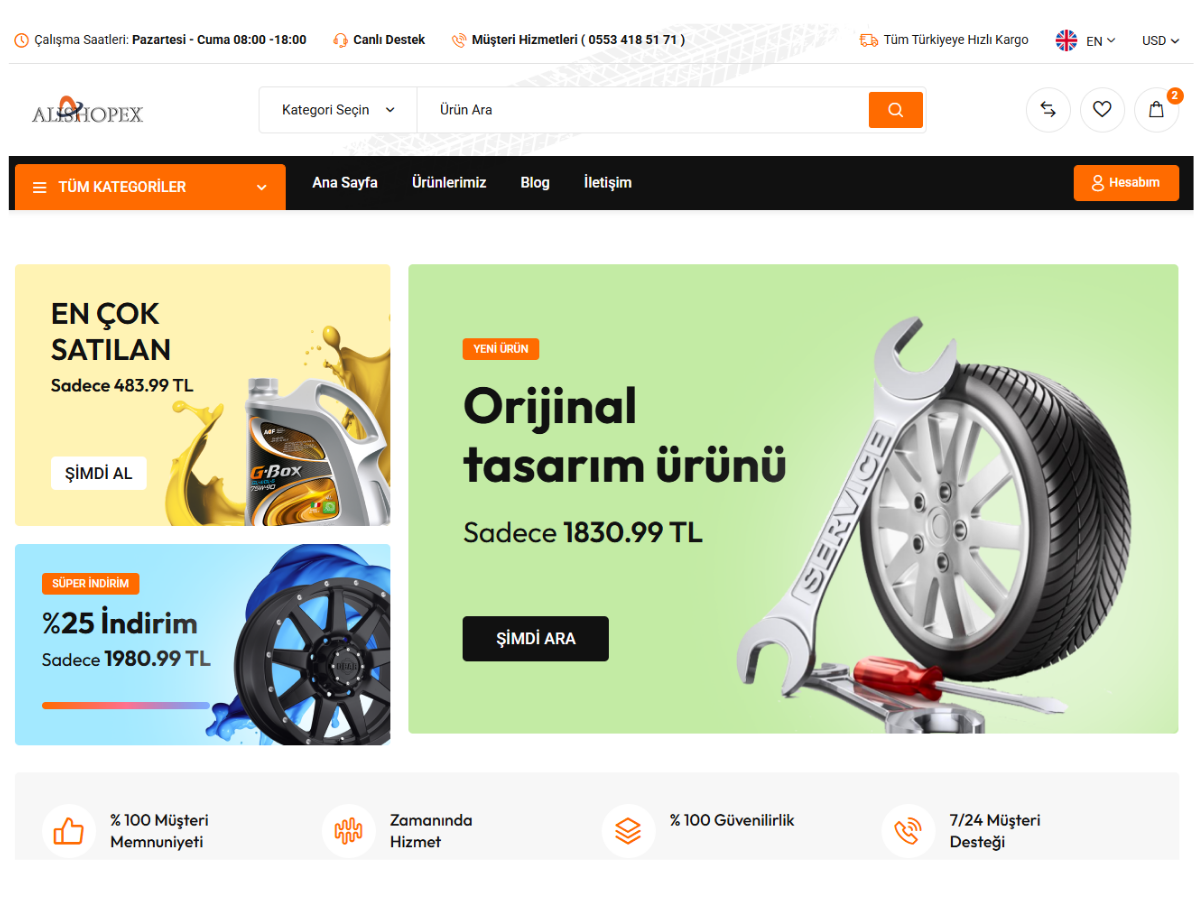 Çalışma Saatleri: Pazartesi - Cuma 08:00 -18:00
Canlı Destek
Müşteri Hizmetleri ( 0553 418 51 71 )
Tüm Türkiyeye Hızlı Kargo
EN
USD
ALISHOPEX
Kategori Seçin
Ürün Ara
2
TÜM KATEGORİLER
Ana Sayfa
Ürünlerimiz
Blog
İletişim
Hesabım
EN ÇOK
SATILAN
Sadece 483.99 TL
ŞİMDİ AL
G-Box
75W-90
SÜPER İNDİRİM
%25 İndirim
Sadece 1980.99 TL
YENİ ÜRÜN
Orijinal
tasarım ürünü
Sadece 1830.99 TL
ŞİMDİ ARA
SERVICE
% 100 Müşteri
Memnuniyeti
Zamanında
Hizmet
% 100 Güvenilirlik
7/24 Müşteri
Desteği